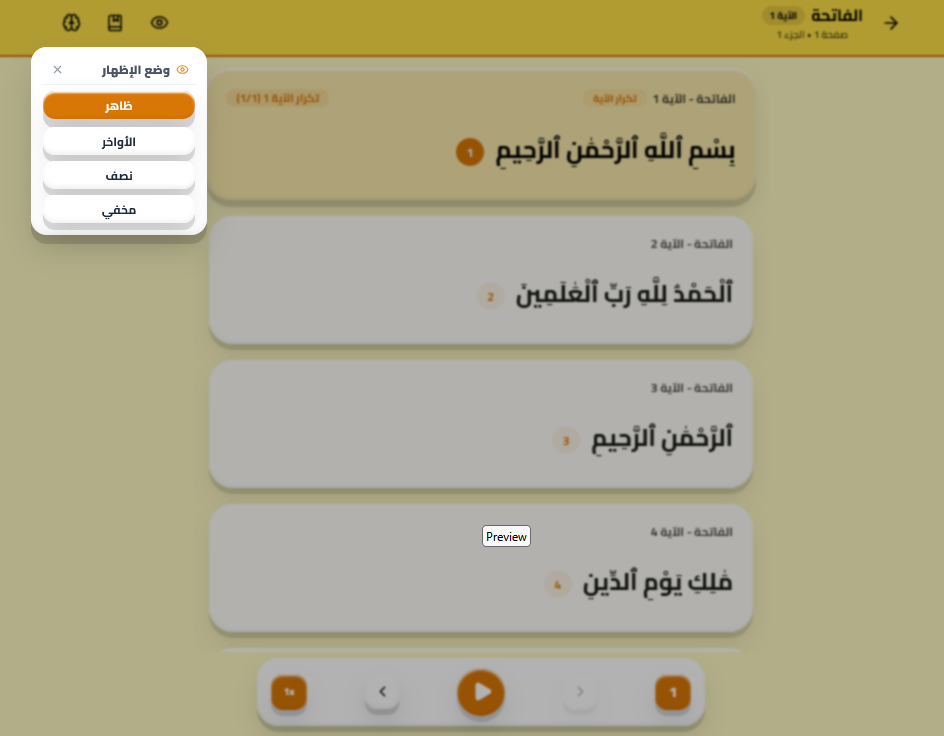 الفاتحة الآية 1
صفحة 1 • الجزء 1
وضع الإظهار
ظاهر
الأواخر
نصف
مخفي
الفاتحة - الآية 1 تكرار الآية تكرار الآية 1 (1/1)
بِسْمِ ٱللَّهِ ٱلرَّحْمَٰنِ ٱلرَّحِيمِ 1
الفاتحة - الآية 2
ٱلْحَمْدُ لِلَّهِ رَبِّ ٱلْعَٰلَمِينَ 2
الفاتحة - الآية 3
ٱلرَّحْمَٰنِ ٱلرَّحِيمِ 3
الفاتحة - الآية 4
مَٰلِكِ يَوْمِ ٱلدِّينِ 4
Preview
1
1x